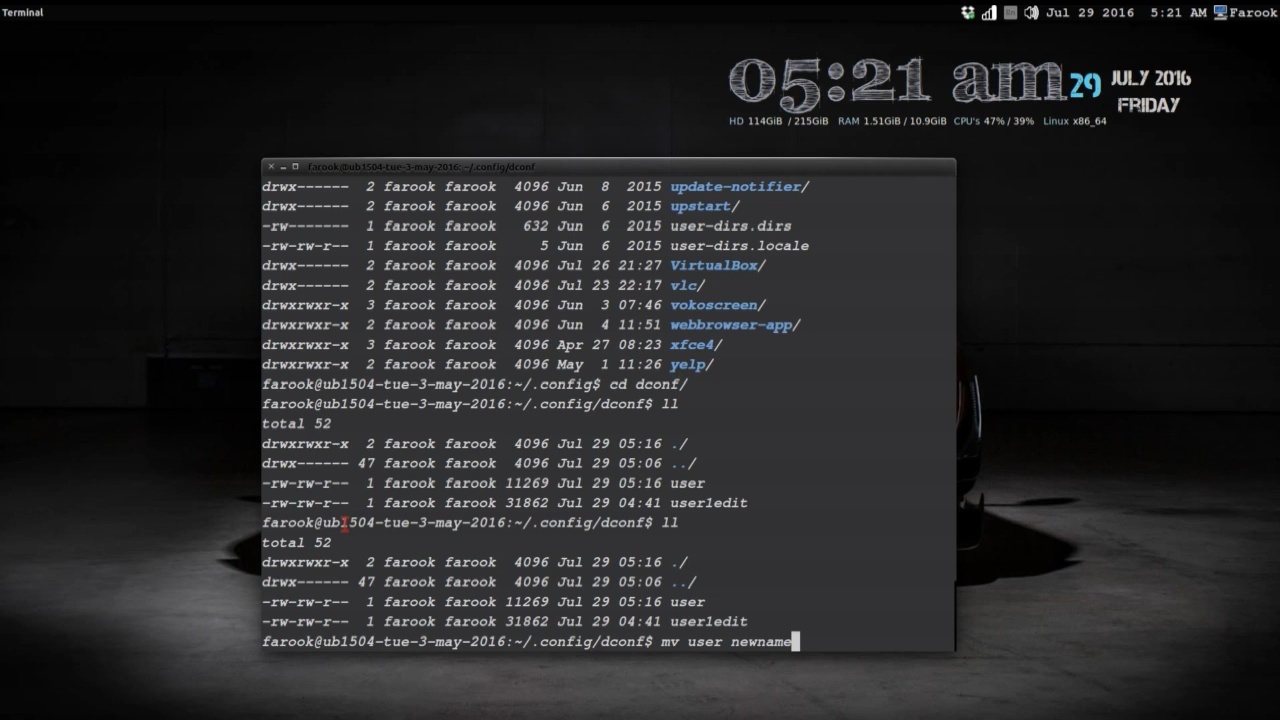 Terminal
En Jul 29 2016 5:21 AM Farook
05:21 am 29 JULY 2016
FRIDAY
HD 114GiB / 215GiB RAM 1.51GiB / 10.9GiB CPU's 47% / 39% Linux x86_64
farook@ub1504-tue-3-may-2016: ~/.config/dconf
drwx------ 2 farook farook 4096 Jun 8 2015 update-notifier/
drwx------ 2 farook farook 4096 Jun 6 2015 upstart/
-rw------- 1 farook farook 632 Jun 6 2015 user-dirs.dirs
-rw-rw-r-- 1 farook farook 5 Jun 6 2015 user-dirs.locale
drwx------ 2 farook farook 4096 Jul 26 21:27 VirtualBox/
drwx------ 2 farook farook 4096 Jul 23 22:17 vlc/
drwxrwxr-x 3 farook farook 4096 Jun 3 07:46 vokoscreen/
drwxrwxr-x 2 farook farook 4096 Jun 4 11:51 webbrowser-app/
drwxrwxr-x 3 farook farook 4096 Apr 27 08:23 xfce4/
drwxrwxr-x 2 farook farook 4096 May 1 11:26 yelp/
farook@ub1504-tue-3-may-2016:~/.config$ cd dconf/
farook@ub1504-tue-3-may-2016:~/.config/dconf$ ll
total 52
drwxrwxr-x 2 farook farook 4096 Jul 29 05:16 ./
drwx------ 47 farook farook 4096 Jul 29 05:06 ../
-rw-rw-r-- 1 farook farook 11269 Jul 29 05:16 user
-rw-rw-r-- 1 farook farook 31862 Jul 29 04:41 user1edit
farook@ub1504-tue-3-may-2016:~/.config/dconf$ ll
total 52
drwxrwxr-x 2 farook farook 4096 Jul 29 05:16 ./
drwx------ 47 farook farook 4096 Jul 29 05:06 ../
-rw-rw-r-- 1 farook farook 11269 Jul 29 05:16 user
-rw-rw-r-- 1 farook farook 31862 Jul 29 04:41 user1edit
farook@ub1504-tue-3-may-2016:~/.config/dconf$ mv user newname